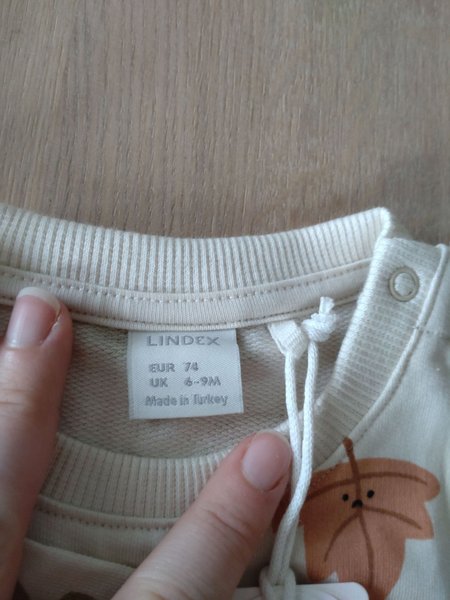 LINDEX
EUR 74
UK 6-9M
Made in Turkey